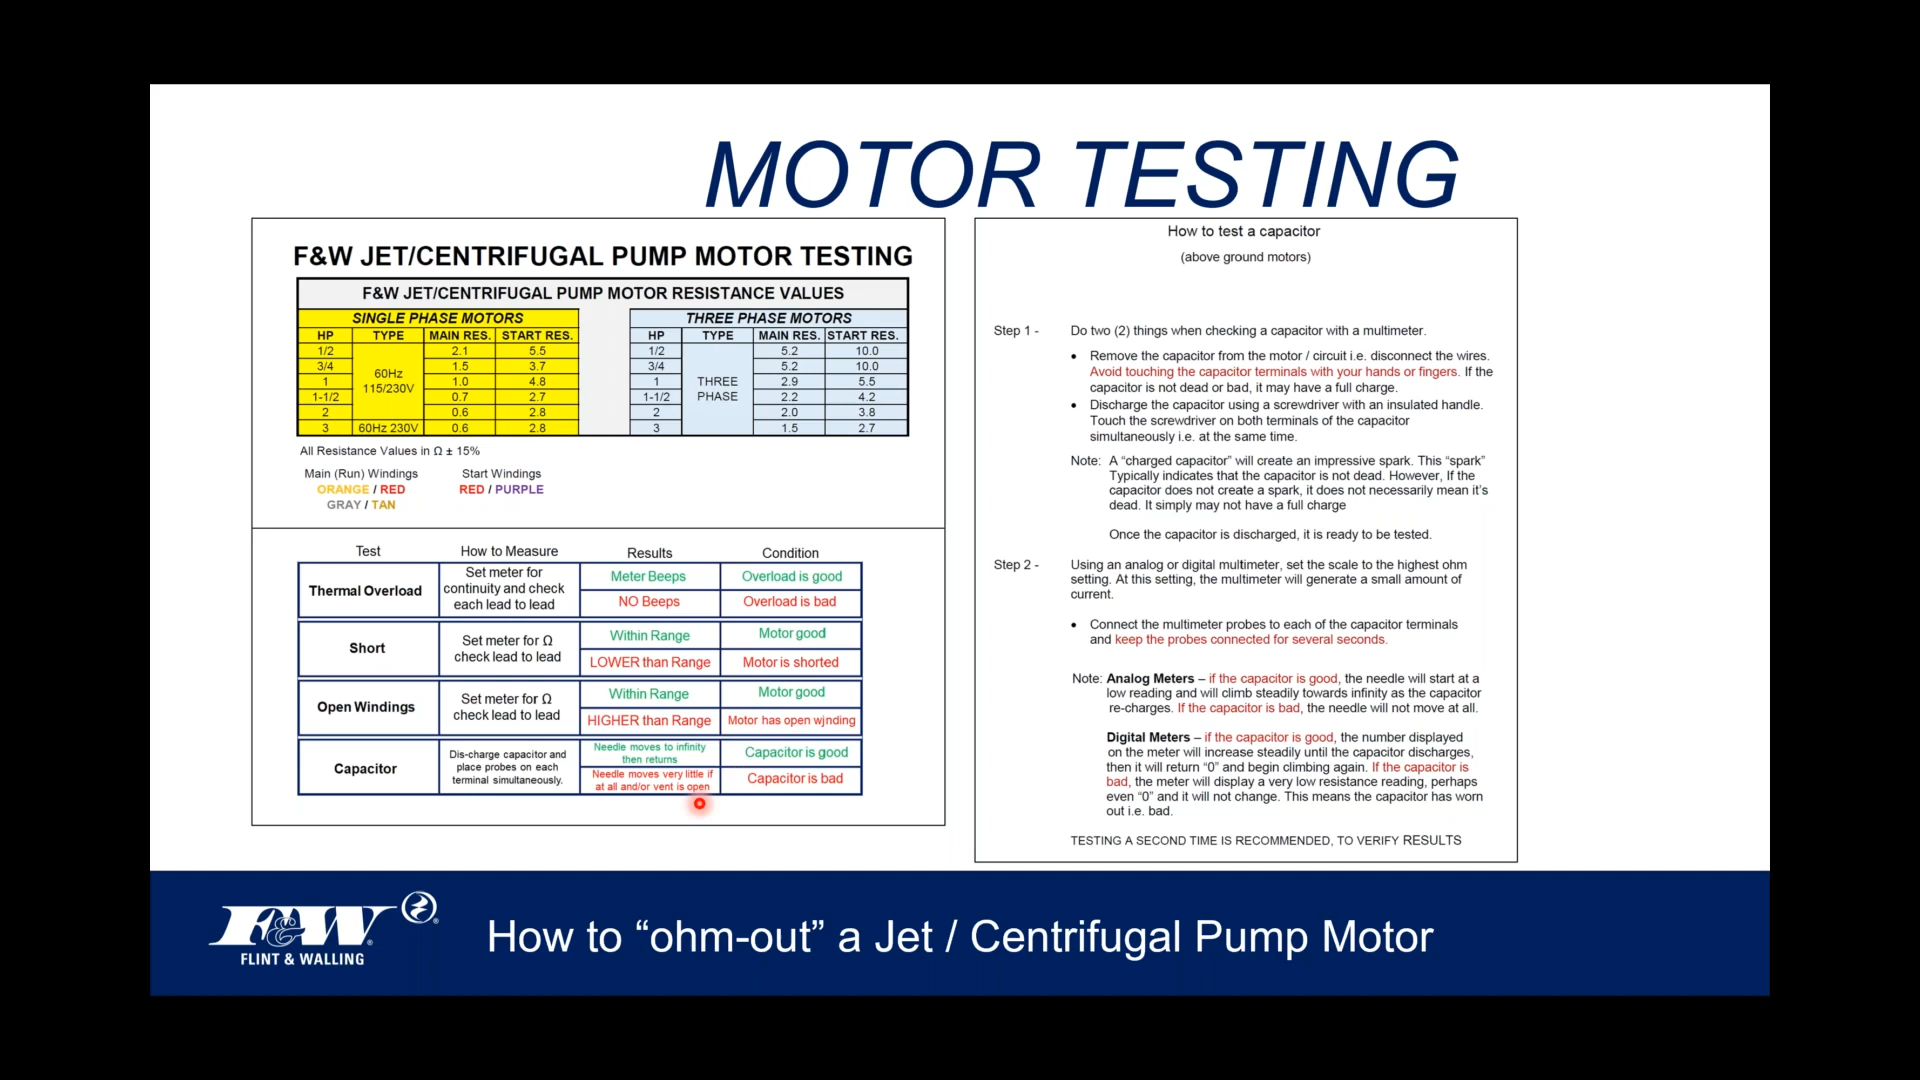 MOTOR TESTING
F&W JET/CENTRIFUGAL PUMP MOTOR TESTING
F&W JET/CENTRIFUGAL PUMP MOTOR RESISTANCE VALUES
SINGLE PHASE MOTORS
HP TYPE MAIN RES. START RES.
1/2 2.1 5.5
3/4 1.5 3.7
60Hz
115/230V
1 1.0 4.8
1-1/2 0.7 2.7
2 0.6 2.8
3 60Hz 230V 0.6 2.8
THREE PHASE MOTORS
HP TYPE MAIN RES. START RES.
1/2 5.2 10.0
3/4 5.2 10.0
THREE
PHASE
1 2.9 5.5
1-1/2 2.2 4.2
2 2.0 3.8
3 1.5 2.7
All Resistance Values in Ω ± 15%
Main (Run) Windings
ORANGE / RED
GRAY / TAN
Start Windings
RED / PURPLE
Test How to Measure Results Condition
Thermal Overload
Set meter for
continuity and check
each lead to lead
Meter Beeps Overload is good
NO Beeps Overload is bad
Short
Set meter for Ω
check lead to lead
Within Range Motor good
LOWER than Range Motor is shorted
Open Windings
Set meter for Ω
check lead to lead
Within Range Motor good
HIGHER than Range Motor has open winding
Capacitor
Dis-charge capacitor and
place probes on each
terminal simultaneously.
Needle moves to infinity
then returns
Capacitor is good
Needle moves very little if
at all and/or vent is open
Capacitor is bad
How to test a capacitor
(above ground motors)
Step 1 - Do two (2) things when checking a capacitor with a multimeter.
• Remove the capacitor from the motor / circuit i.e. disconnect the wires.
Avoid touching the capacitor terminals with your hands or fingers. If the
capacitor is not dead or bad, it may have a full charge.
• Discharge the capacitor using a screwdriver with an insulated handle.
Touch the screwdriver on both terminals of the capacitor
simultaneously i.e. at the same time.
Note: A “charged capacitor” will create an impressive spark. This “spark”
Typically indicates that the capacitor is not dead. However, If the
capacitor does not create a spark, it does not necessarily mean it’s
dead. It simply may not have a full charge
Once the capacitor is discharged, it is ready to be tested.
Step 2 - Using an analog or digital multimeter, set the scale to the highest ohm
setting. At this setting, the multimeter will generate a small amount of
current.
• Connect the multimeter probes to each of the capacitor terminals
and keep the probes connected for several seconds.
Note: Analog Meters – if the capacitor is good, the needle will start at a
low reading and will climb steadily towards infinity as the capacitor
re-charges. If the capacitor is bad, the needle will not move at all.
Digital Meters – if the capacitor is good, the number displayed
on the meter will increase steadily until the capacitor discharges,
then it will return “0” and begin climbing again. If the capacitor is
bad, the meter will display a very low resistance reading, perhaps
even “0” and it will not change. This means the capacitor has worn
out i.e. bad.
TESTING A SECOND TIME IS RECOMMENDED, TO VERIFY RESULTS
F&W
FLINT & WALLING
How to “ohm-out” a Jet / Centrifugal Pump Motor